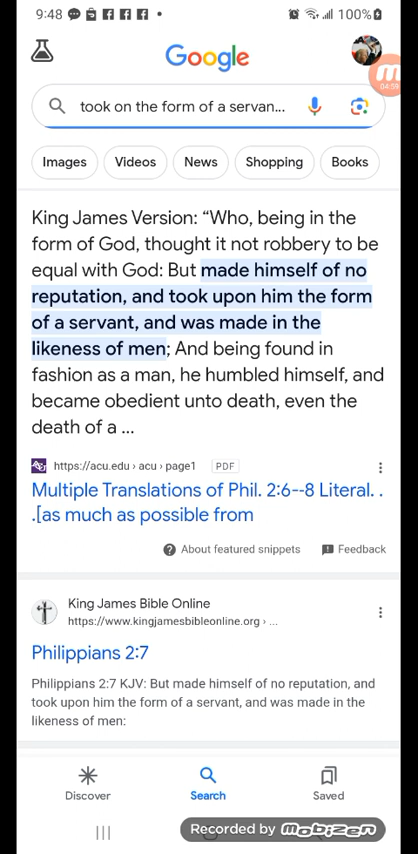 9:48 100%
Google
04:59
took on the form of a servan...
Images Videos News Shopping Books
King James Version: “Who, being in the
form of God, thought it not robbery to be
equal with God: But made himself of no
reputation, and took upon him the form
of a servant, and was made in the
likeness of men; And being found in
fashion as a man, he humbled himself, and
became obedient unto death, even the
death of a ...
https://acu.edu › acu › page1 PDF
Multiple Translations of Phil. 2:6--8 Literal. .
.[as much as possible from
About featured snippets Feedback
King James Bible Online
https://www.kingjamesbibleonline.org › ...
Philippians 2:7
Philippians 2:7 KJV: But made himself of no reputation, and
took upon him the form of a servant, and was made in the
likeness of men:
Discover Search Saved
Recorded by mobizen